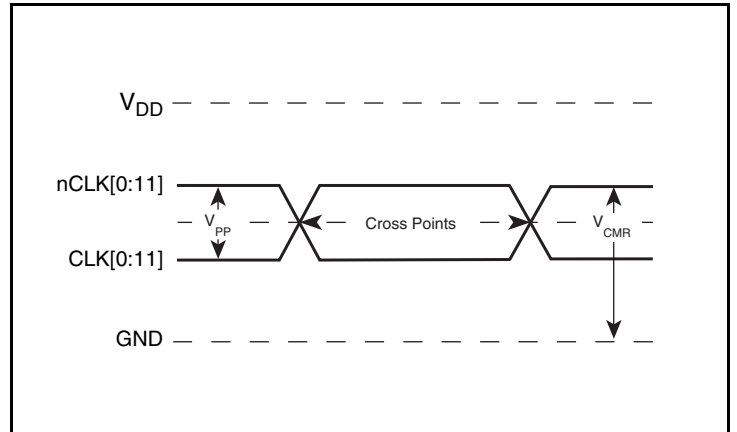 VDD
nCLK[0:11]
VPP
Cross Points
VCMR
CLK[0:11]
GND